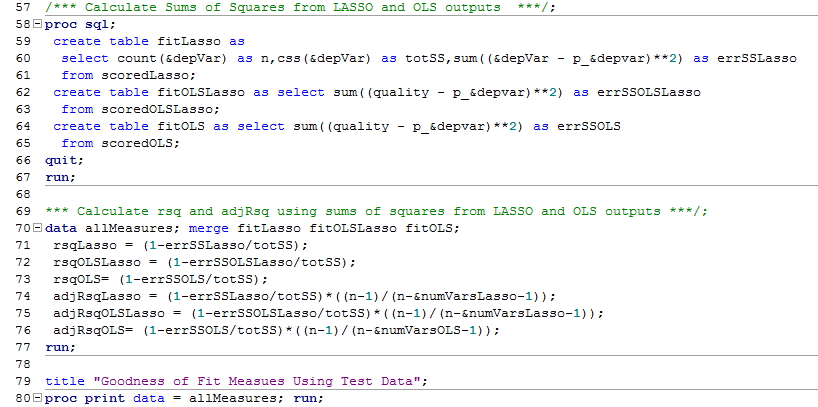 57 /*** Calculate Sums of Squares from LASSO and OLS outputs ***/;
58 proc sql;
59 create table fitLasso as
60 select count(&depVar) as n,css(&depVar) as totSS,sum((&depVar - p_&depvar)**2) as errSSLasso
61 from scoredLasso;
62 create table fitOLSLasso as select sum((quality - p_&depvar)**2) as errSSOLSLasso
63 from scoredOLSLasso;
64 create table fitOLS as select sum((quality - p_&depvar)**2) as errSSOLS
65 from scoredOLS;
66 quit;
67 run;
68
69 *** Calculate rsq and adjRsq using sums of squares from LASSO and OLS outputs ***/;
70 data allMeasures; merge fitLasso fitOLSLasso fitOLS;
71 rsqLasso = (1-errSSLasso/totSS);
72 rsqOLSLasso = (1-errSSOLSLasso/totSS);
73 rsqOLS= (1-errSSOLS/totSS);
74 adjRsqLasso = (1-errSSLasso/totSS)*((n-1)/(n-&numVarsLasso-1));
75 adjRsqOLSLasso = (1-errSSOLSLasso/totSS)*((n-1)/(n-&numVarsLasso-1));
76 adjRsqOLS= (1-errSSOLS/totSS)*((n-1)/(n-&numVarsOLS-1));
77 run;
78
79 title "Goodness of Fit Measues Using Test Data";
80 proc print data = allMeasures; run;